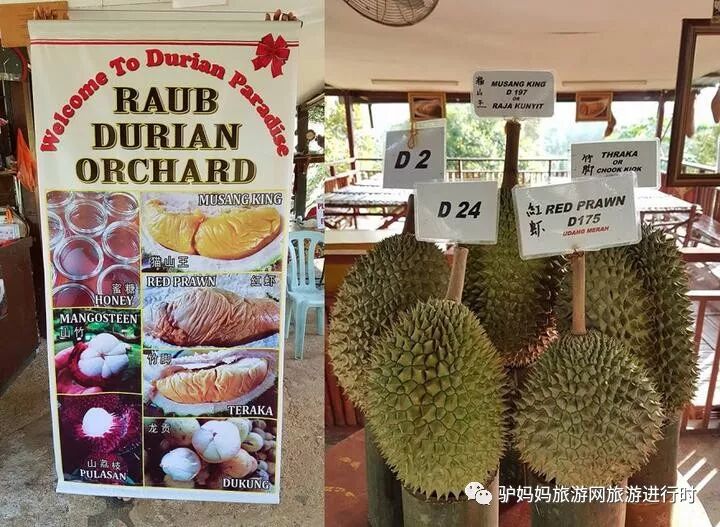 Welcome To Durian Paradise
RAUB
DURIAN
ORCHARD
MUSANG KING
猫山王
蜜糖
HONEY
RED PRAWN 红虾
MANGOSTEEN
山竹
竹脚
TERAKA
山荔枝
PULASAN
龙贡
DUKUNG
猫山王
MUSANG KING
D 197
OR
RAJA KUNYIT
D 2
竹脚
THRAKA
OR
CHOOK KIOK
D 24
紅虾
RED PRAWN
D175
UDANG MERAH
驴妈妈旅游网旅游进行时